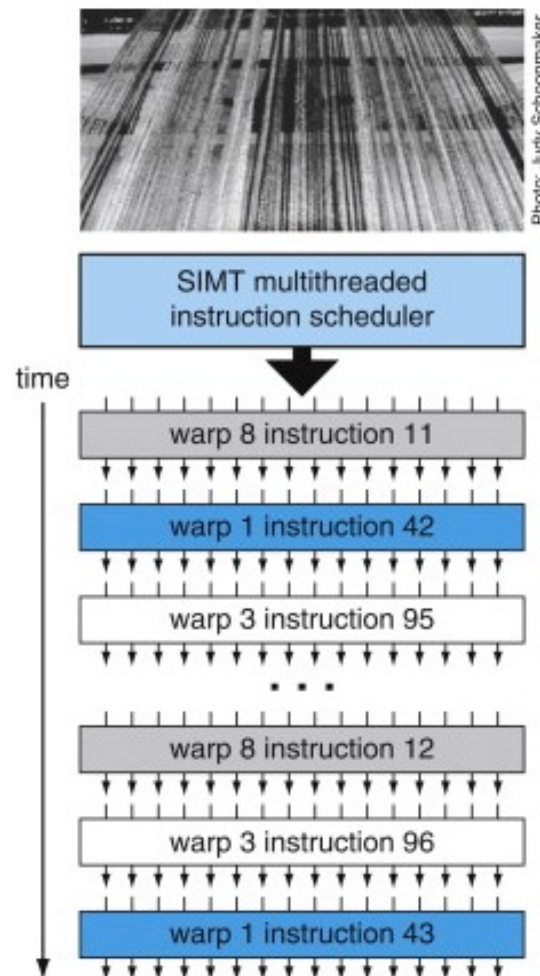 Photo: Judy Schoonmaker
SIMT multithreaded
instruction scheduler
time
warp 8 instruction 11
warp 1 instruction 42
warp 3 instruction 95
. . .
warp 8 instruction 12
warp 3 instruction 96
warp 1 instruction 43